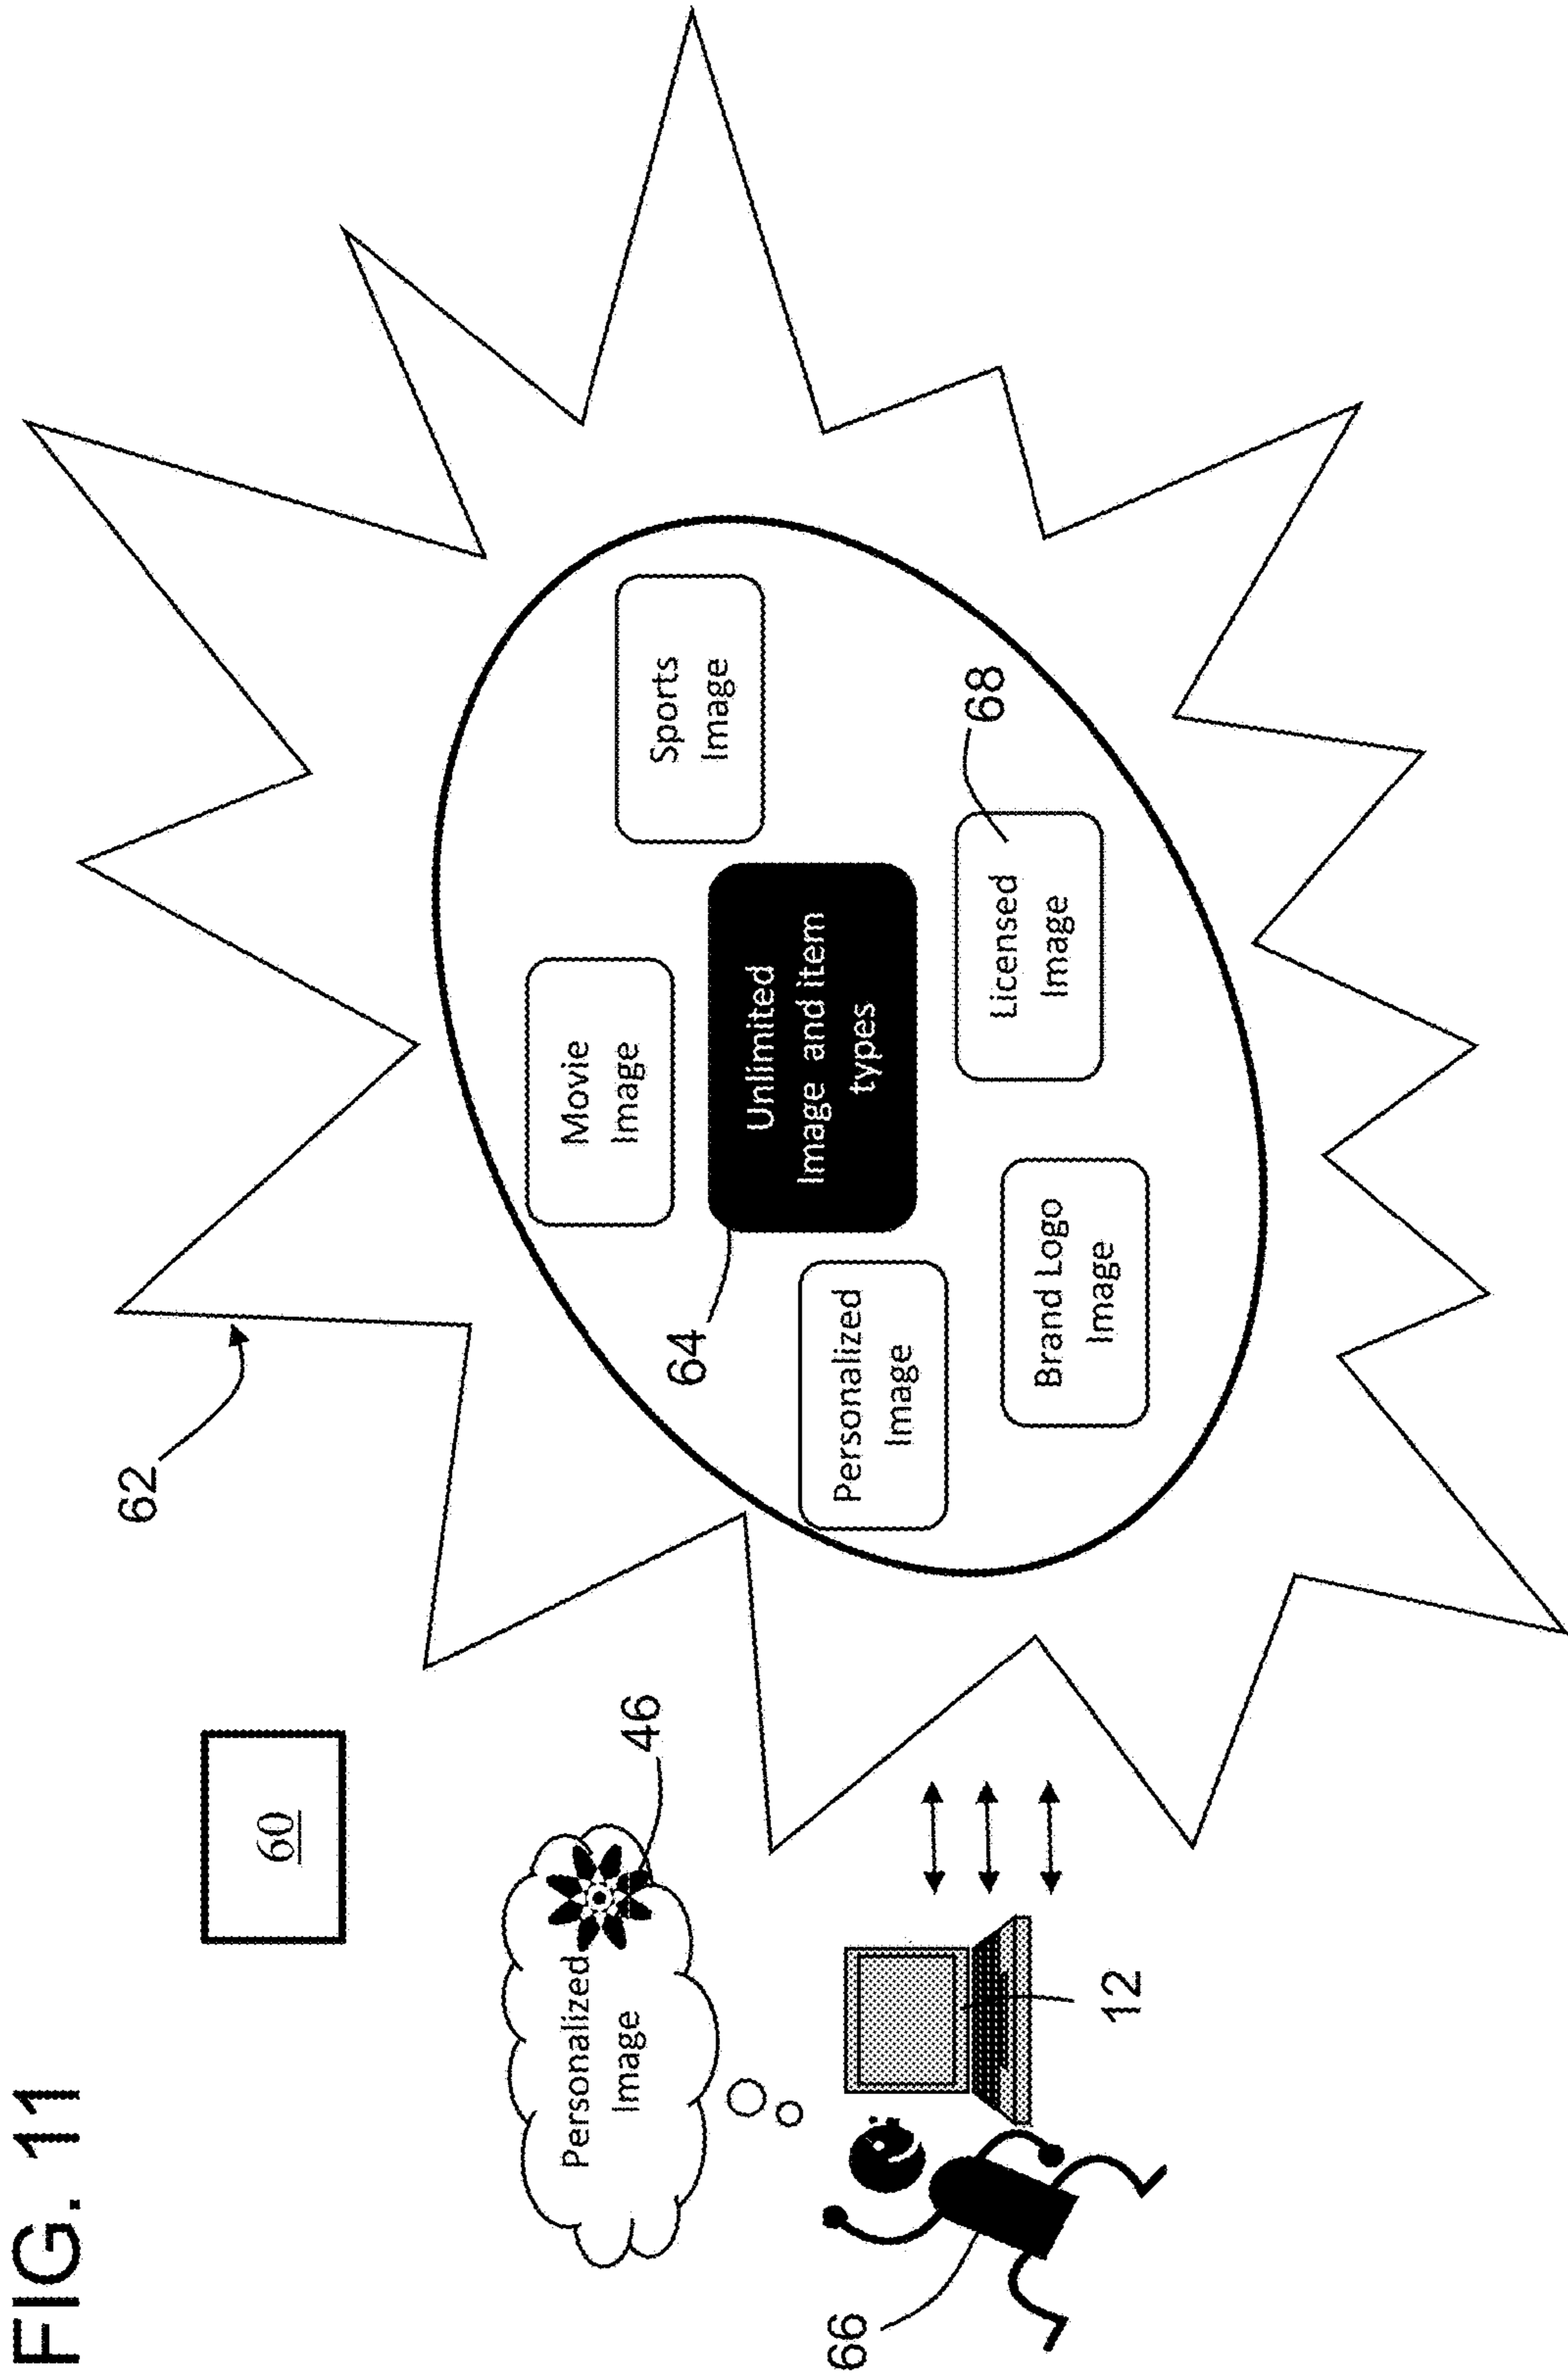 FIG. 11
60
62
Personalized
Image
46
66
12
64
Movie
Image
Sports
Image
Unlimited
Image and item
types
Personalized
Image
Licensed
Image
68
Brand Logo
Image